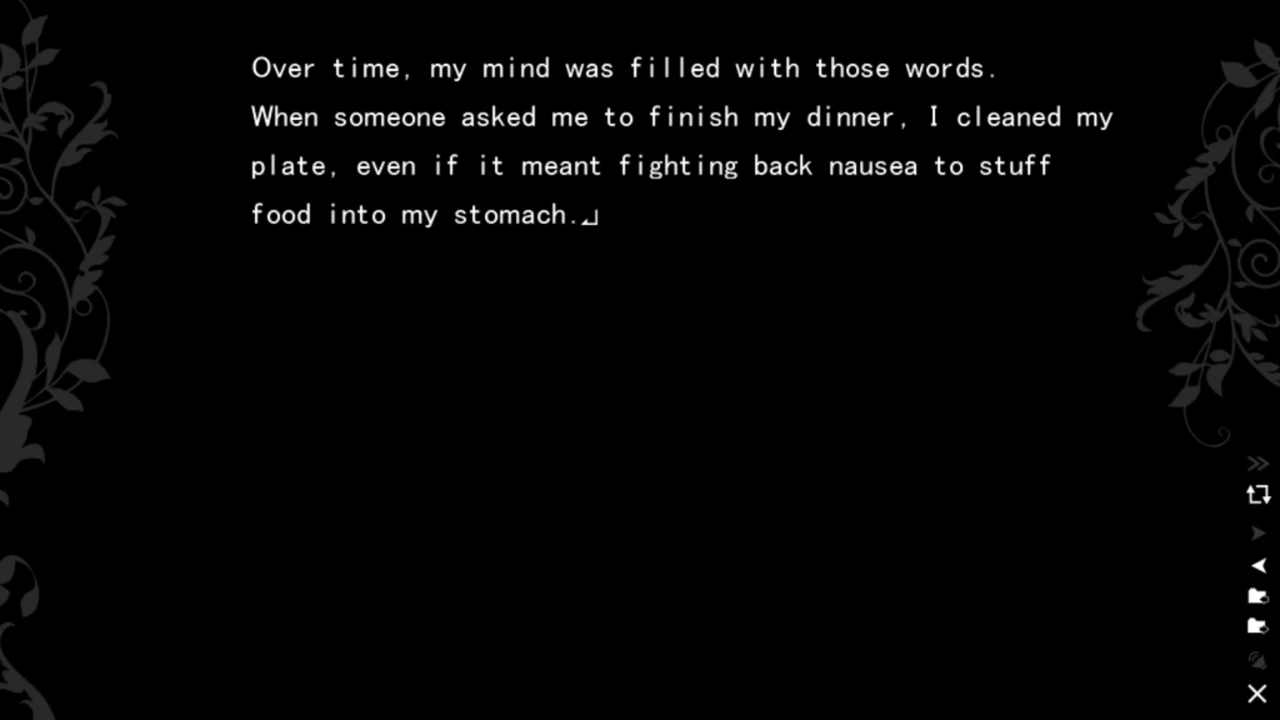 Over time, my mind was filled with those words.
When someone asked me to finish my dinner, I cleaned my
plate, even if it meant fighting back nausea to stuff
food into my stomach.